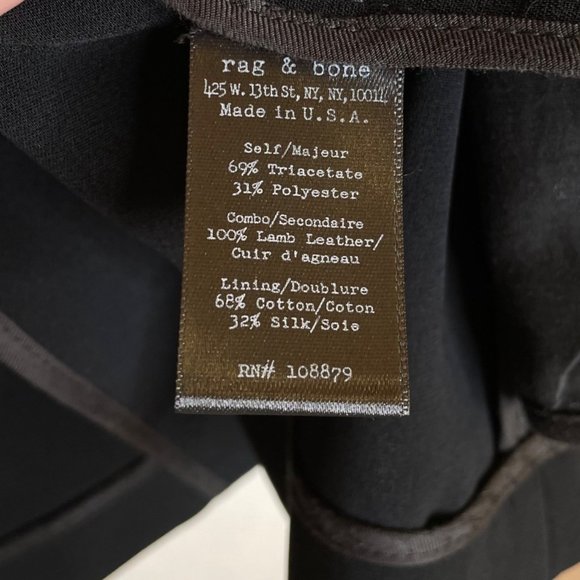 rag & bone
425 W. 13th St, NY, NY, 10014
Made in U.S.A.
Self/Majeur
69% Triacetate
31% Polyester
Combo/Secondaire
100% Lamb Leather/
Cuir d'agneau
Lining/Doublure
68% Cotton/Coton
32% Silk/Soie
RN# 108879